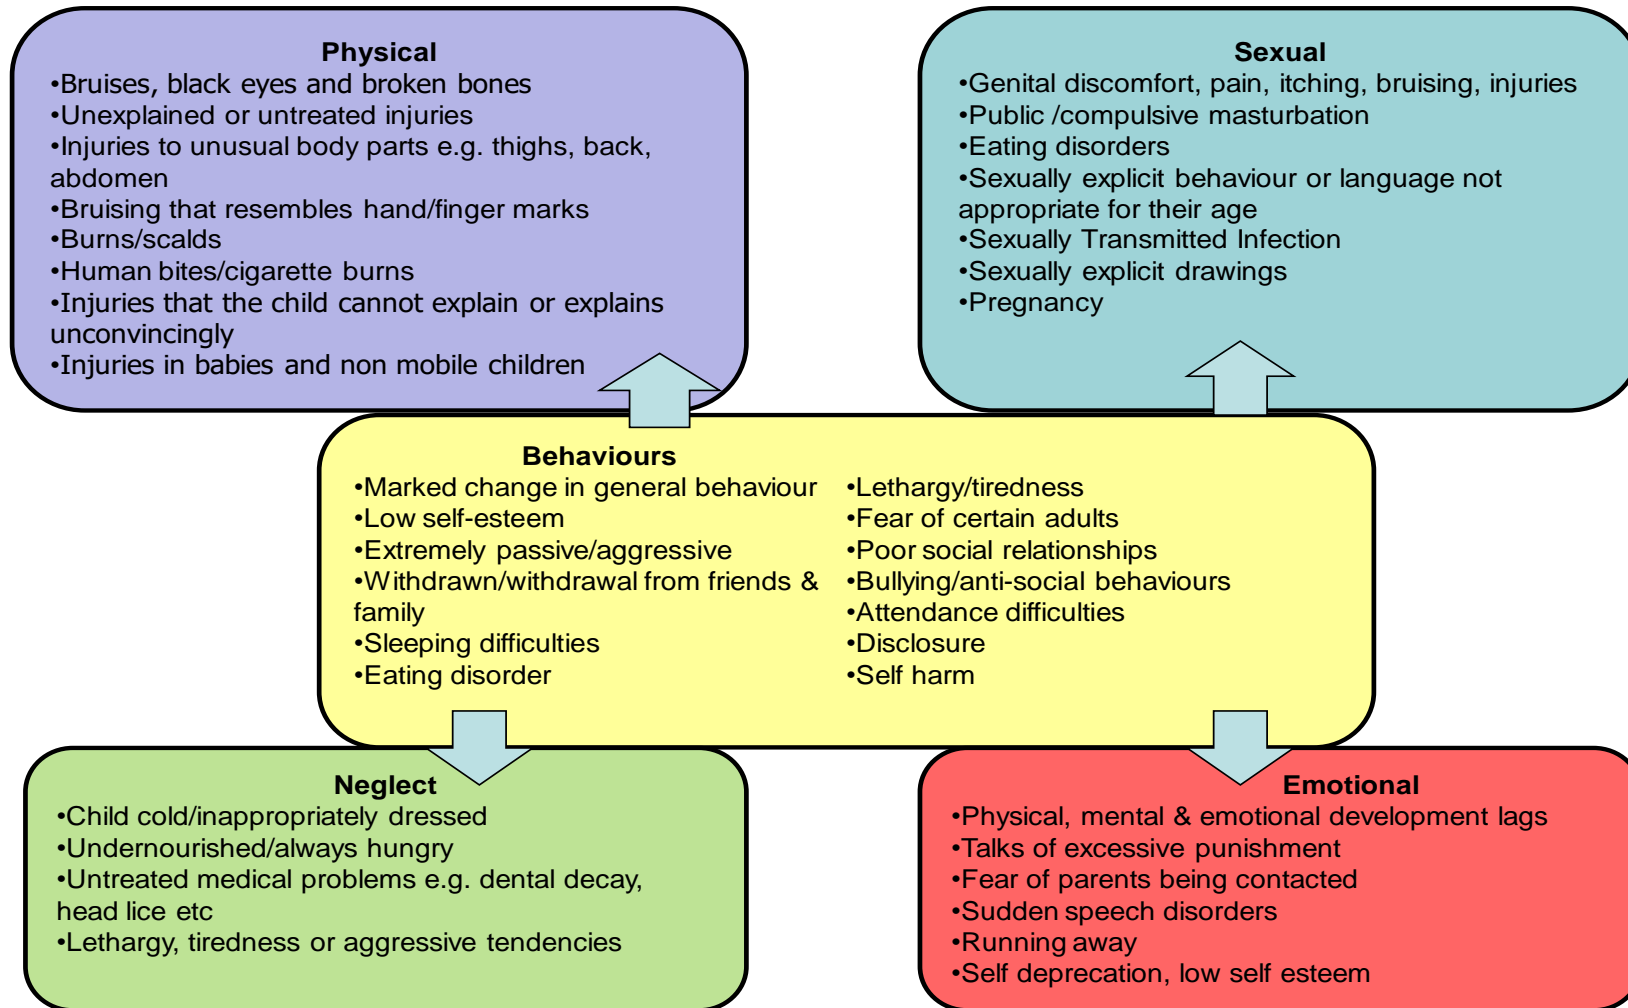 Physical
•Bruises, black eyes and broken bones
•Unexplained or untreated injuries
•Injuries to unusual body parts e.g. thighs, back,
abdomen
•Bruising that resembles hand/finger marks
•Burns/scalds
•Human bites/cigarette burns
•Injuries that the child cannot explain or explains
unconvincingly
•Injuries in babies and non mobile children
Sexual
•Genital discomfort, pain, itching, bruising, injuries
•Public /compulsive masturbation
•Eating disorders
•Sexually explicit behaviour or language not
appropriate for their age
•Sexually Transmitted Infection
•Sexually explicit drawings
•Pregnancy
Behaviours
•Marked change in general behaviour
•Low self-esteem
•Extremely passive/aggressive
•Withdrawn/withdrawal from friends &
family
•Sleeping difficulties
•Eating disorder
•Lethargy/tiredness
•Fear of certain adults
•Poor social relationships
•Bullying/anti-social behaviours
•Attendance difficulties
•Disclosure
•Self harm
Neglect
•Child cold/inappropriately dressed
•Undernourished/always hungry
•Untreated medical problems e.g. dental decay,
head lice etc
•Lethargy, tiredness or aggressive tendencies
Emotional
•Physical, mental & emotional development lags
•Talks of excessive punishment
•Fear of parents being contacted
•Sudden speech disorders
•Running away
•Self deprecation, low self esteem